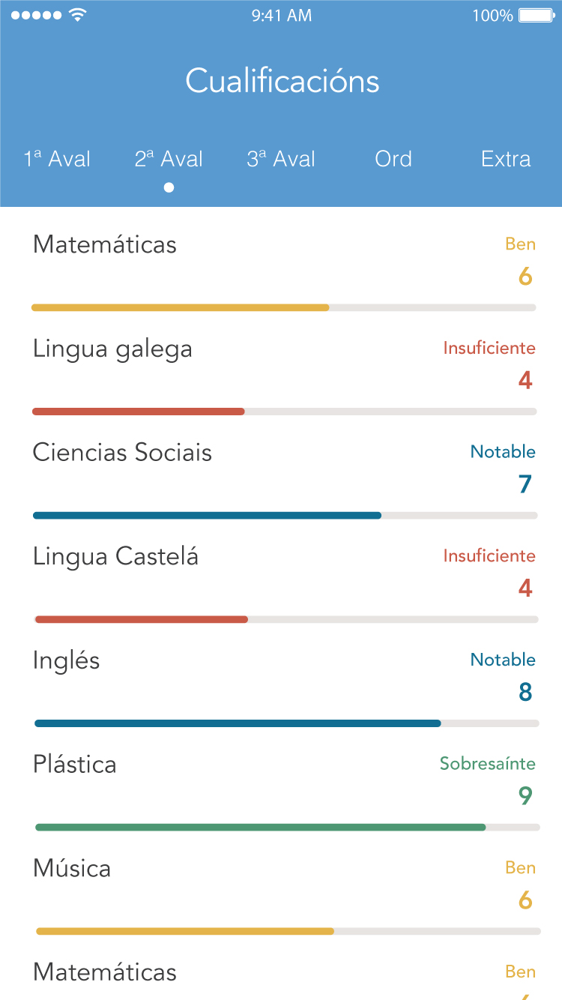 9:41 AM 100%
Cualificacións
1ª Aval 2ª Aval 3ª Aval Ord Extra
Matemáticas Ben
6
Lingua galega Insuficiente
4
Ciencias Sociais Notable
7
Lingua Castelá Insuficiente
4
Inglés Notable
8
Plástica Sobresaínte
9
Música Ben
6
Matemáticas Ben